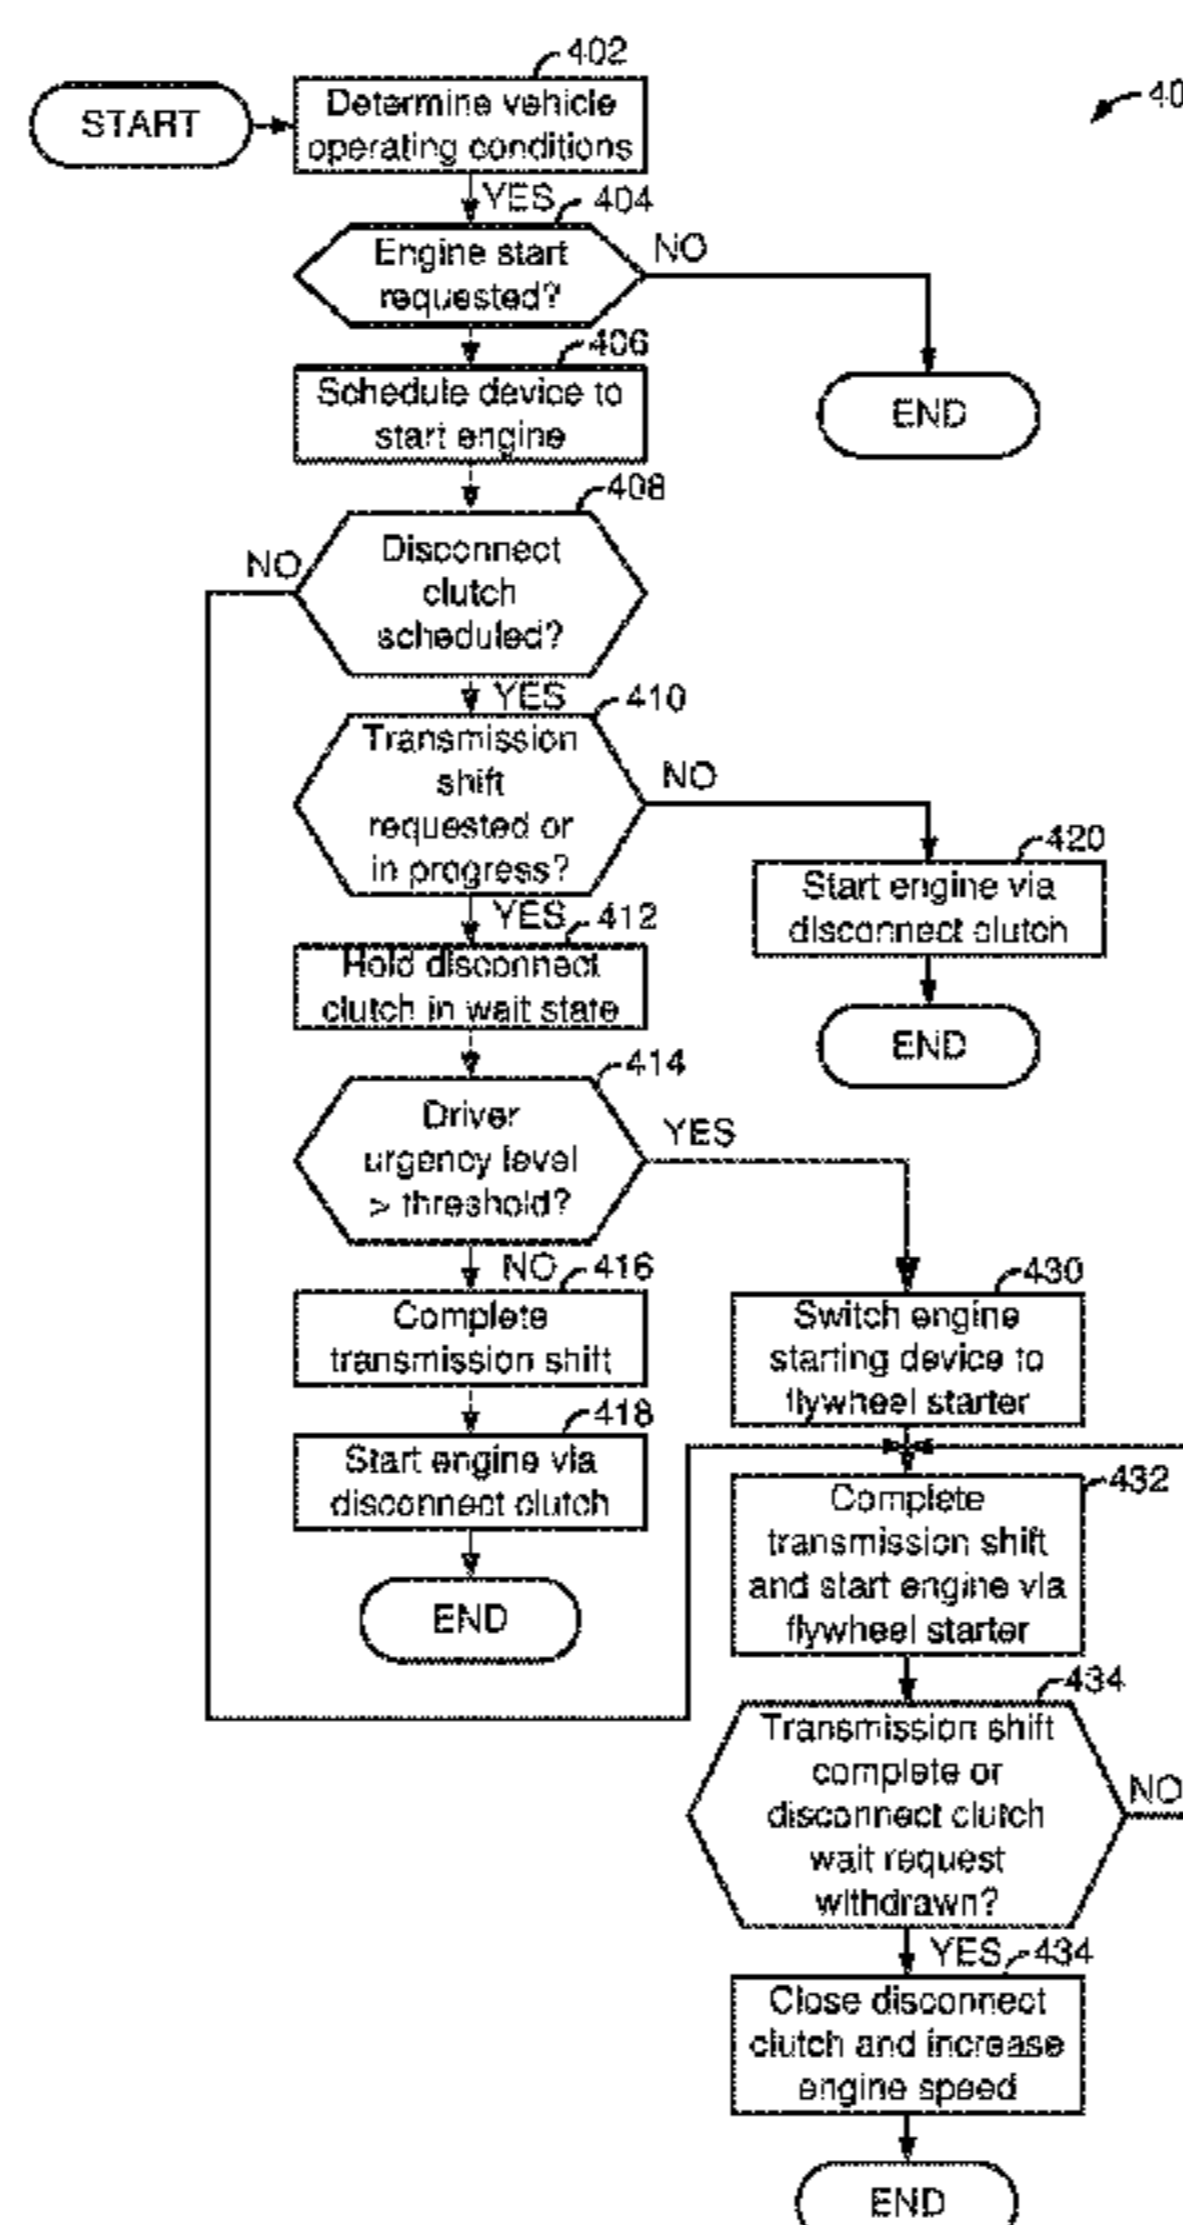 402
START
Determine vehicle
operating conditions
40
YES
404
Engine start
requested?
NO
406
Schedule device to
start engine
END
408
Disconnect
clutch
scheduled?
NO
YES
410
Transmission
shift
requested or
in progress?
NO
420
Start engine via
disconnect clutch
YES
412
Hold disconnect
clutch in wait state
END
414
Driver
urgency level
> threshold?
YES
NO
416
Complete
transmission shift
430
Switch engine
starting device to
flywheel starter
418
Start engine via
disconnect clutch
432
Complete
transmission shift
and start engine via
flywheel starter
END
434
Transmission shift
complete or
disconnect clutch
wait request
withdrawn?
NO
YES
434
Close disconnect
clutch and increase
engine speed
END